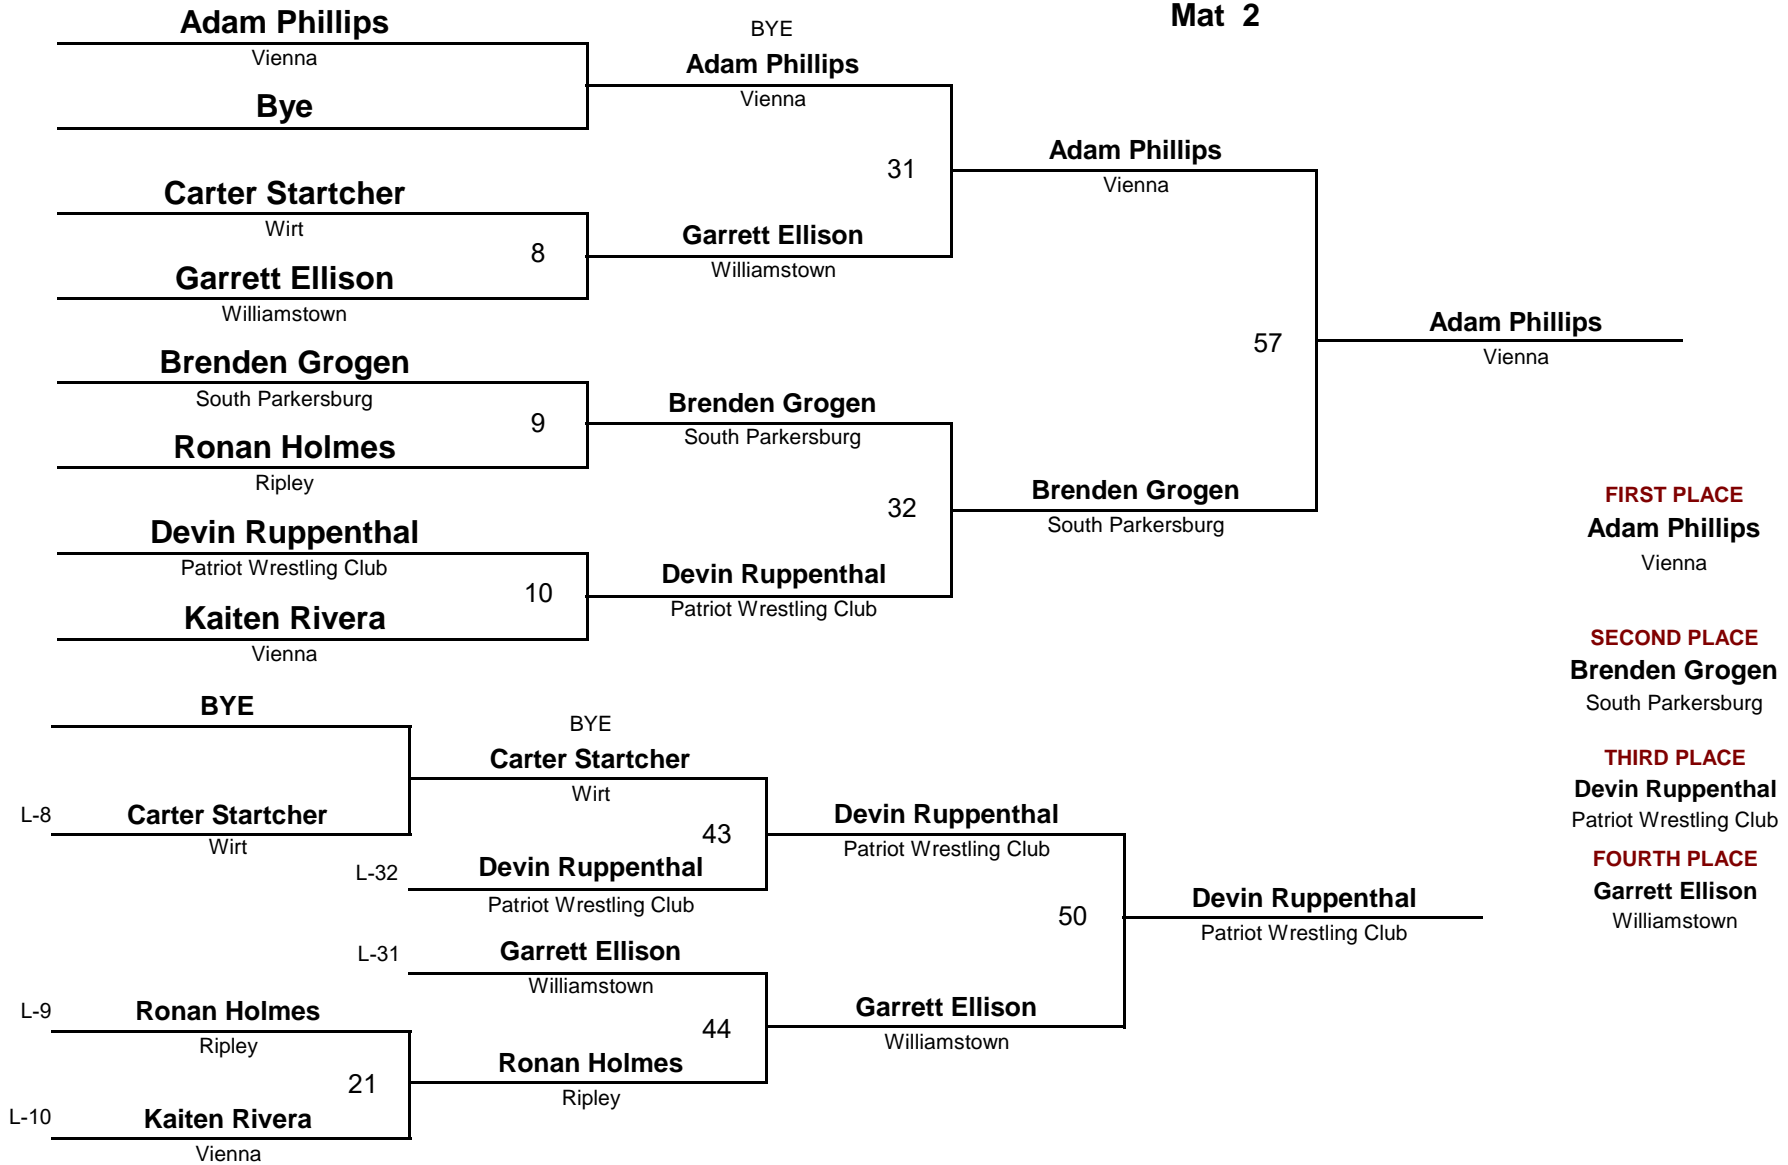 Mat 2
Adam Phillips
Vienna
Bye
Carter Startcher
Wirt
8
Garrett Ellison
Williamstown
Brenden Grogen
South Parkersburg
9
Ronan Holmes
Ripley
Devin Ruppenthal
Patriot Wrestling Club
10
Kaiten Rivera
Vienna
BYE
Adam Phillips
Vienna
31
Garrett Ellison
Williamstown
Brenden Grogen
South Parkersburg
32
Devin Ruppenthal
Patriot Wrestling Club
Adam Phillips
Vienna
57
Brenden Grogen
South Parkersburg
Adam Phillips
Vienna
FIRST PLACE
Adam Phillips
Vienna
SECOND PLACE
Brenden Grogen
South Parkersburg
THIRD PLACE
Devin Ruppenthal
Patriot Wrestling Club
FOURTH PLACE
Garrett Ellison
Williamstown
BYE
L-8
Carter Startcher
Wirt
L-9
Ronan Holmes
Ripley
21
L-10
Kaiten Rivera
Vienna
BYE
Carter Startcher
Wirt
43
L-32
Devin Ruppenthal
Patriot Wrestling Club
L-31
Garrett Ellison
Williamstown
44
Ronan Holmes
Ripley
Devin Ruppenthal
Patriot Wrestling Club
50
Garrett Ellison
Williamstown
Devin Ruppenthal
Patriot Wrestling Club